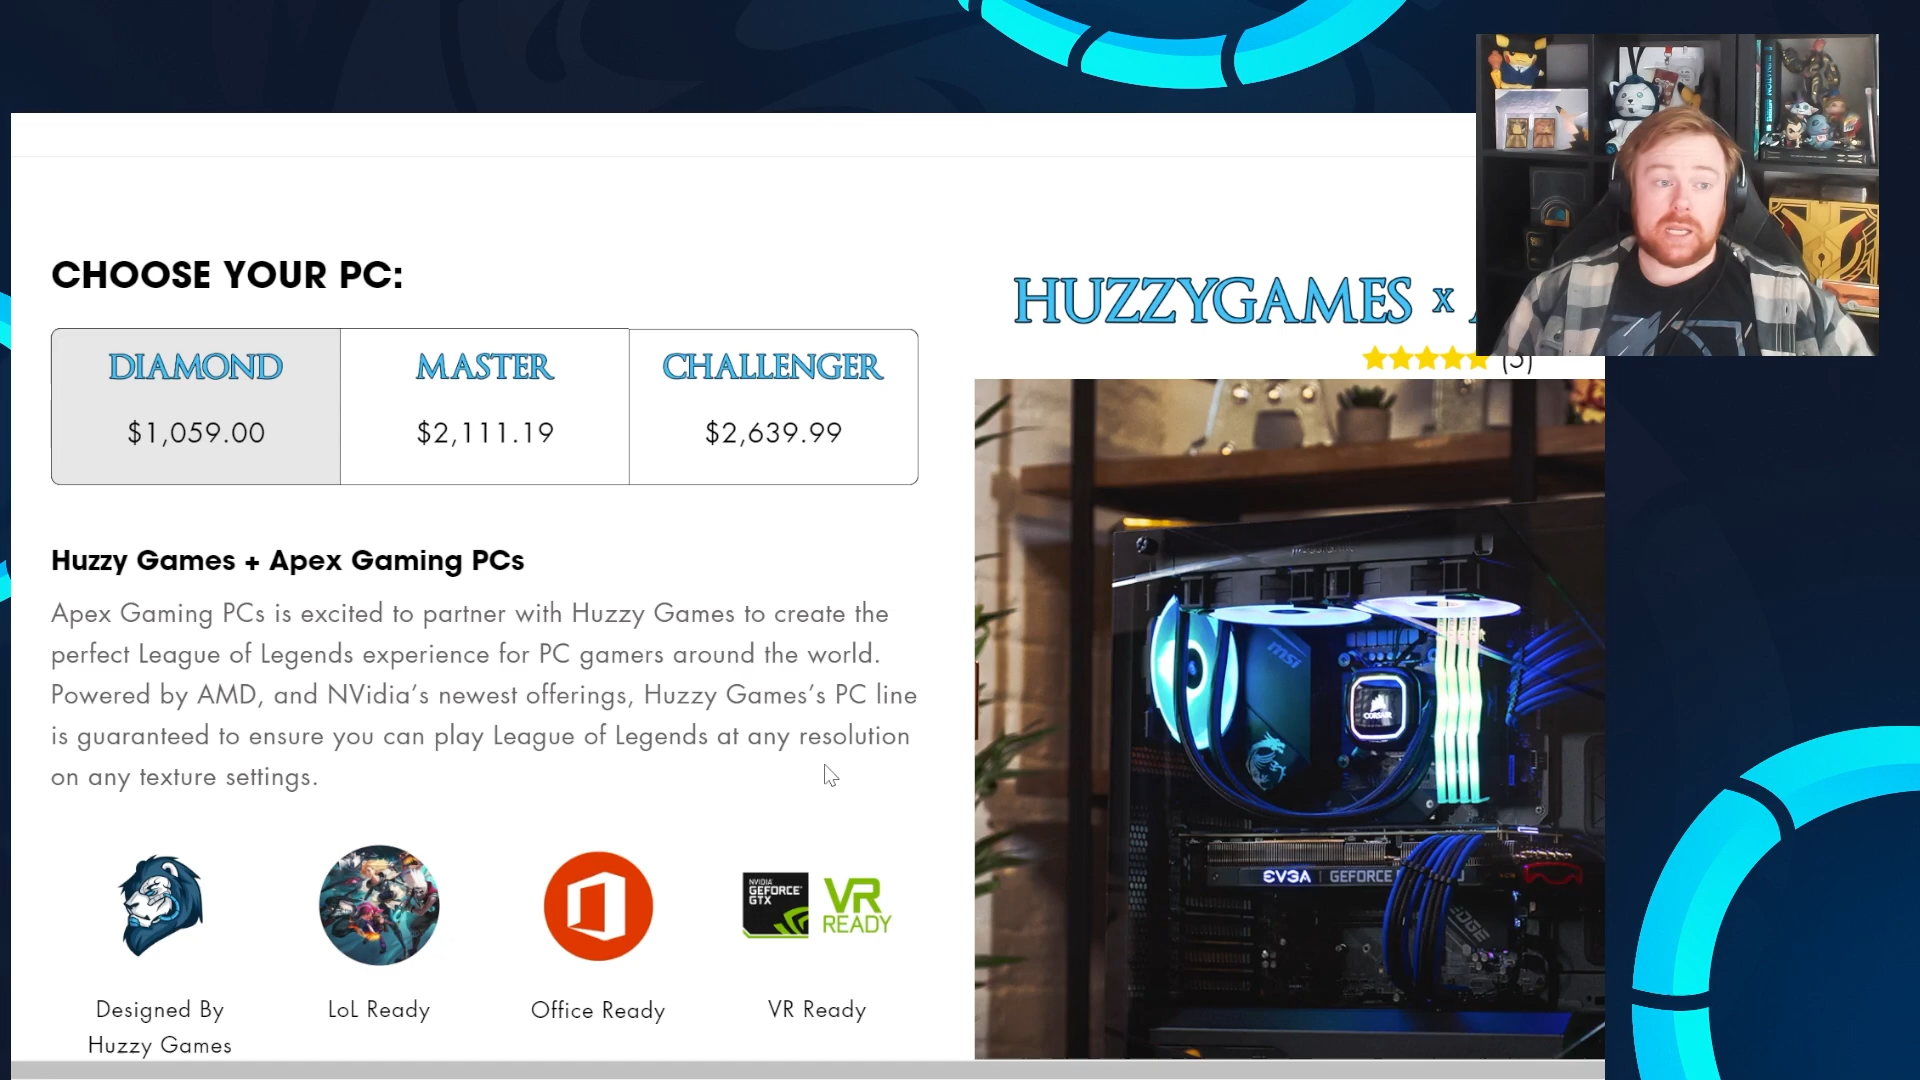 CHOOSE YOUR PC:
DIAMOND
$1,059.00
MASTER
$2,111.19
CHALLENGER
$2,639.99
HUZZYGAMES x
(5)
Huzzy Games + Apex Gaming PCs
Apex Gaming PCs is excited to partner with Huzzy Games to create the
perfect League of Legends experience for PC gamers around the world.
Powered by AMD, and NVidia's newest offerings, Huzzy Games's PC line
is guaranteed to ensure you can play League of Legends at any resolution
on any texture settings.
NVIDIA
GEFORCE
GTX
VR
READY
Designed By
Huzzy Games
LoL Ready
Office Ready
VR Ready
msi
CORSAIR
EVGA GEFORCE
EDGE